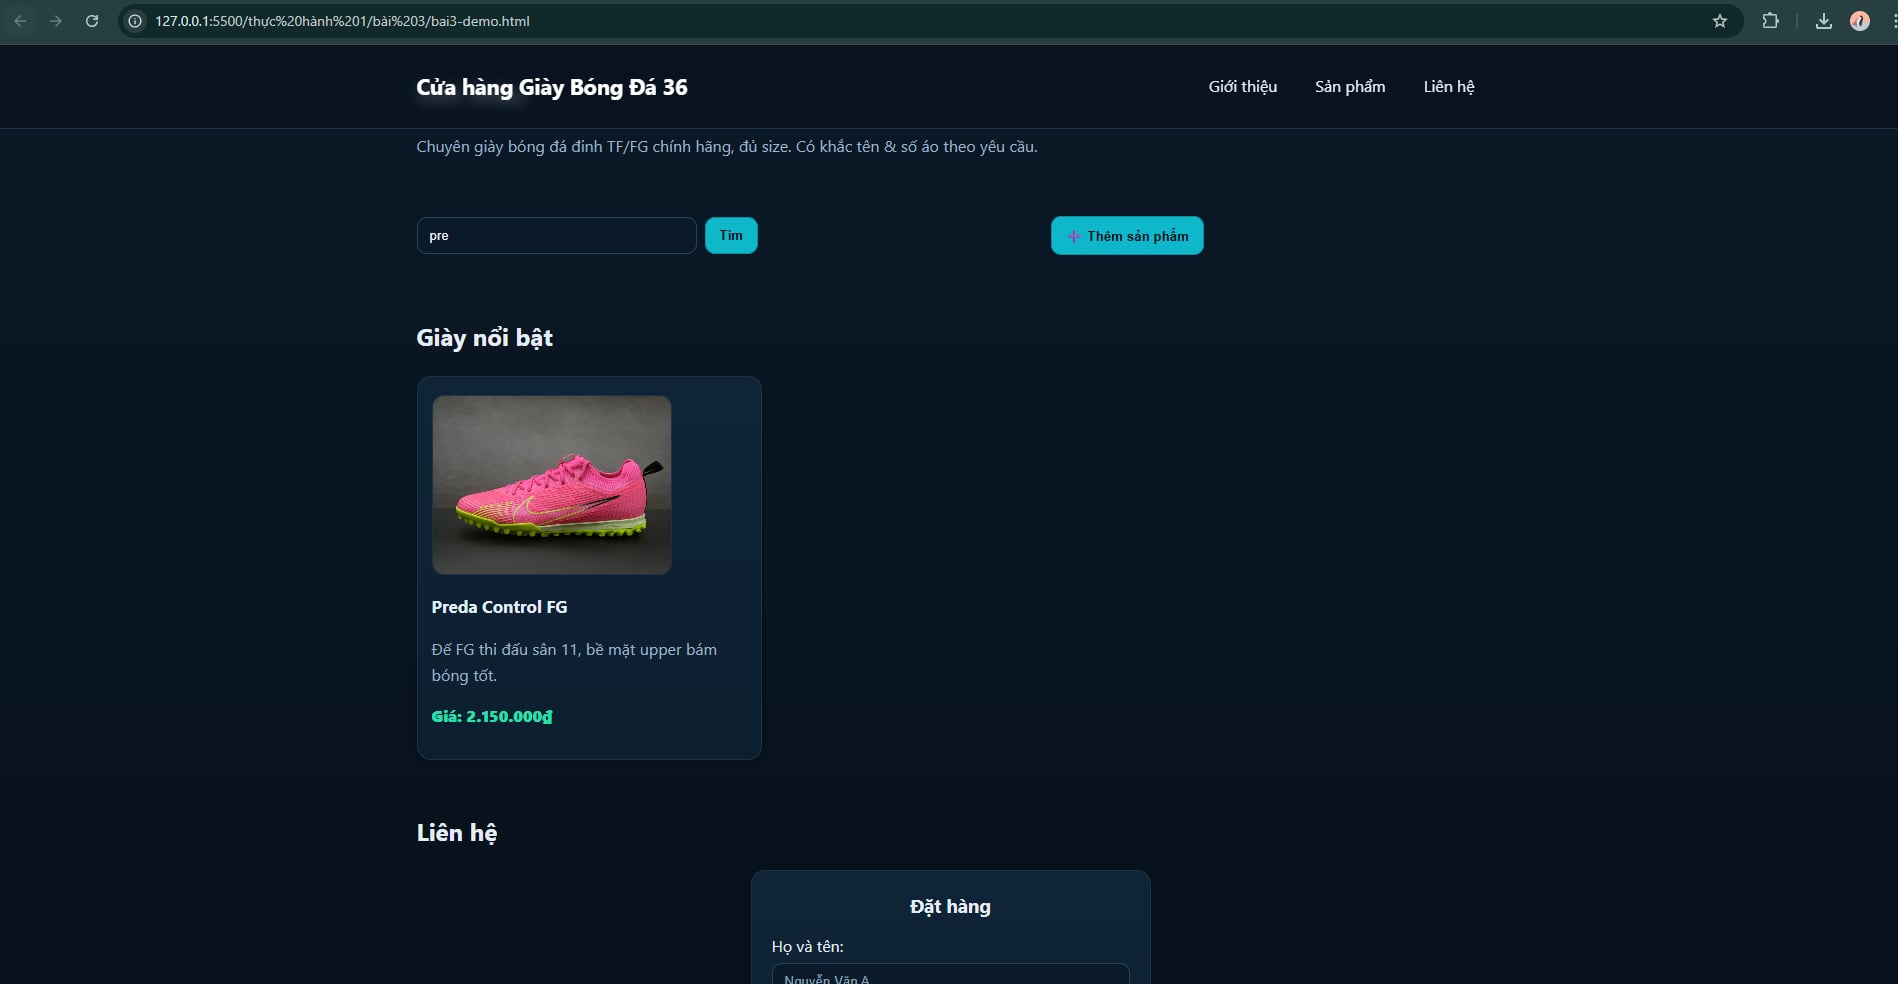 127.0.0.1:5500/thực%20hành%201/bài%203/bai3-demo.html
Cửa hàng Giày Bóng Đá 36
Giới thiệu Sản phẩm Liên hệ
Chuyên giày bóng đá đinh TF/FG chính hãng, đủ size. Có khắc tên & số áo theo yêu cầu.
pre Tìm ➕ Thêm sản phẩm
Giày nổi bật
Preda Control FG
Đế FG thi đấu sân 11, bề mặt upper bám
bóng tốt.
Giá: 2.150.000₫
Liên hệ
Đặt hàng
Họ và tên:
Nguyễn Văn A